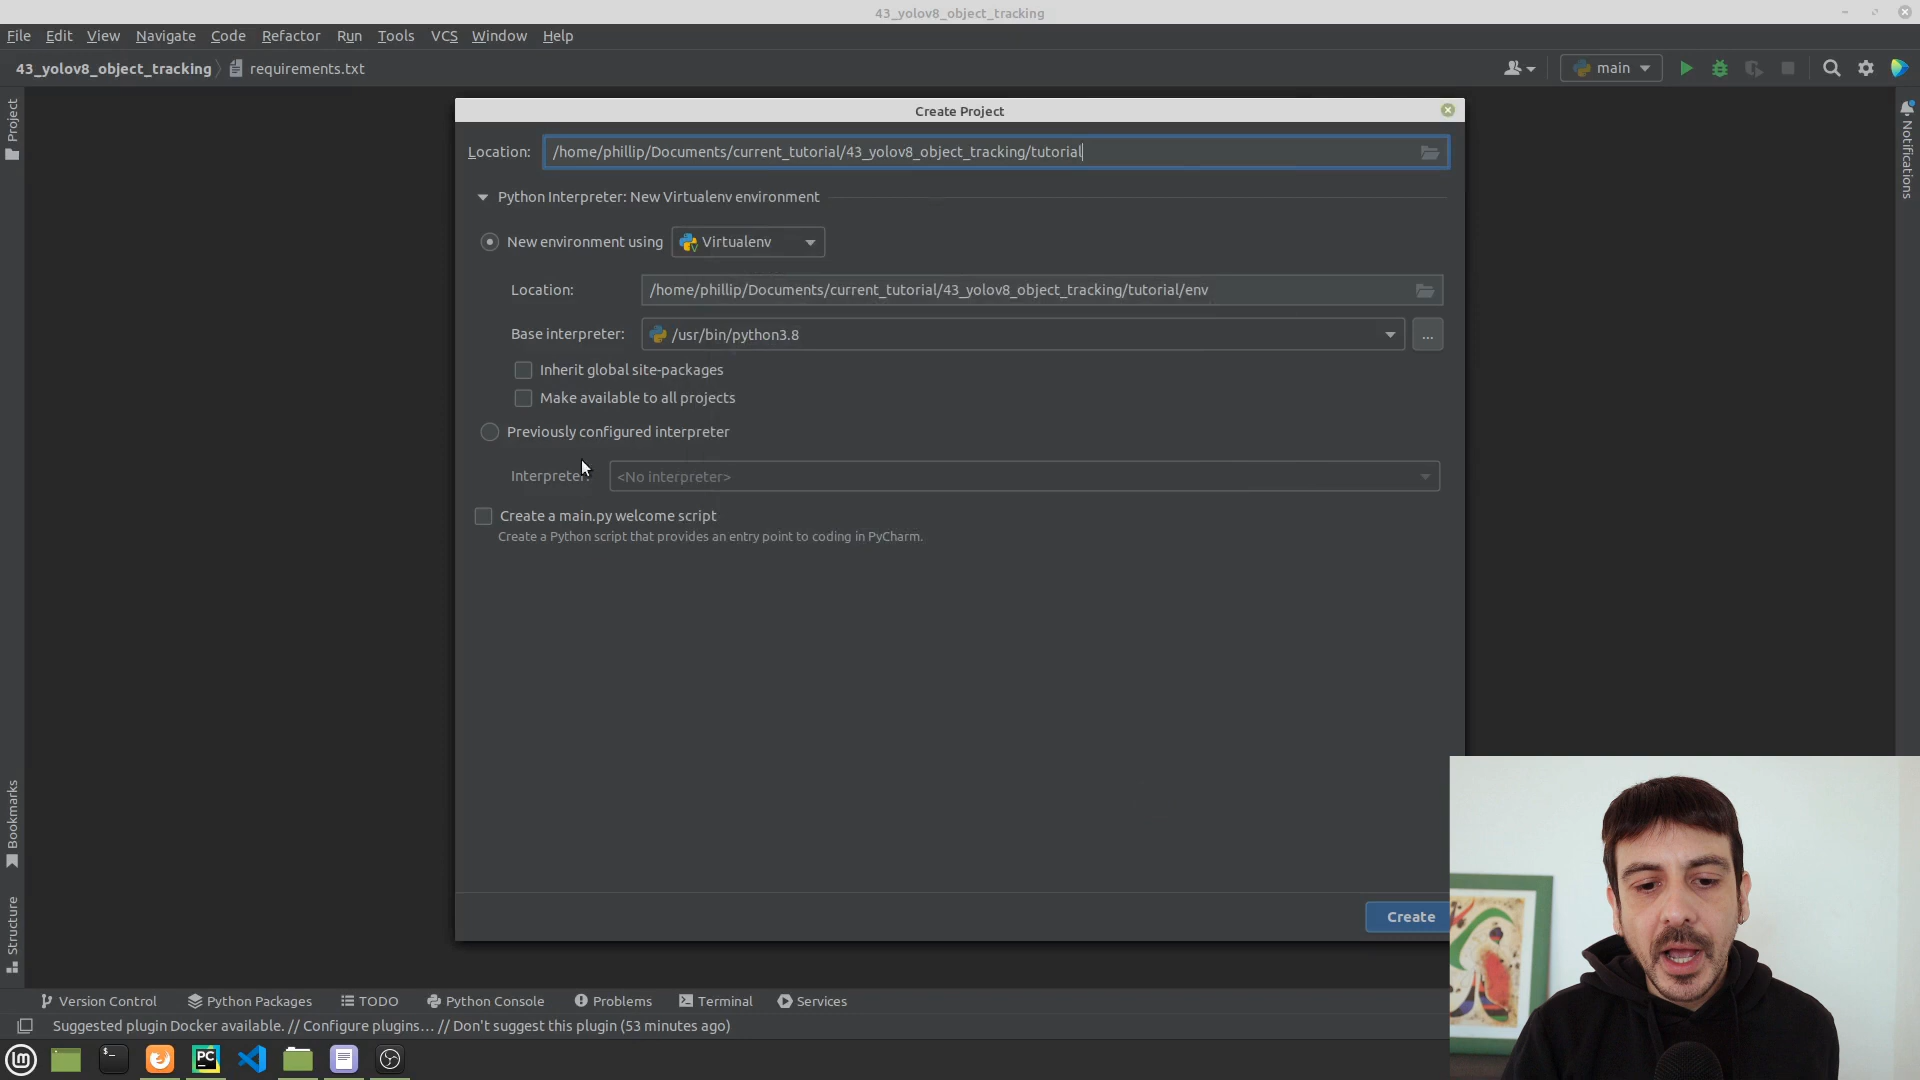 43_yolov8_object_tracking
File Edit View Navigate Code Refactor Run Tools VCS Window Help
43_yolov8_object_tracking requirements.txt
main
Project
Notifications
Create Project
Location: /home/phillip/Documents/current_tutorial/43_yolov8_object_tracking/tutorial
Python Interpreter: New Virtualenv environment
New environment using Virtualenv
Location: /home/phillip/Documents/current_tutorial/43_yolov8_object_tracking/tutorial/env
Base interpreter: /usr/bin/python3.8 ...
Inherit global site-packages
Make available to all projects
Previously configured interpreter
Interpreter: <No interpreter>
Create a main.py welcome script
Create a Python script that provides an entry point to coding in PyCharm.
Create
Bookmarks
Structure
Version Control Python Packages TODO Python Console Problems Terminal Services
Suggested plugin Docker available. // Configure plugins... // Don't suggest this plugin (53 minutes ago)
PC